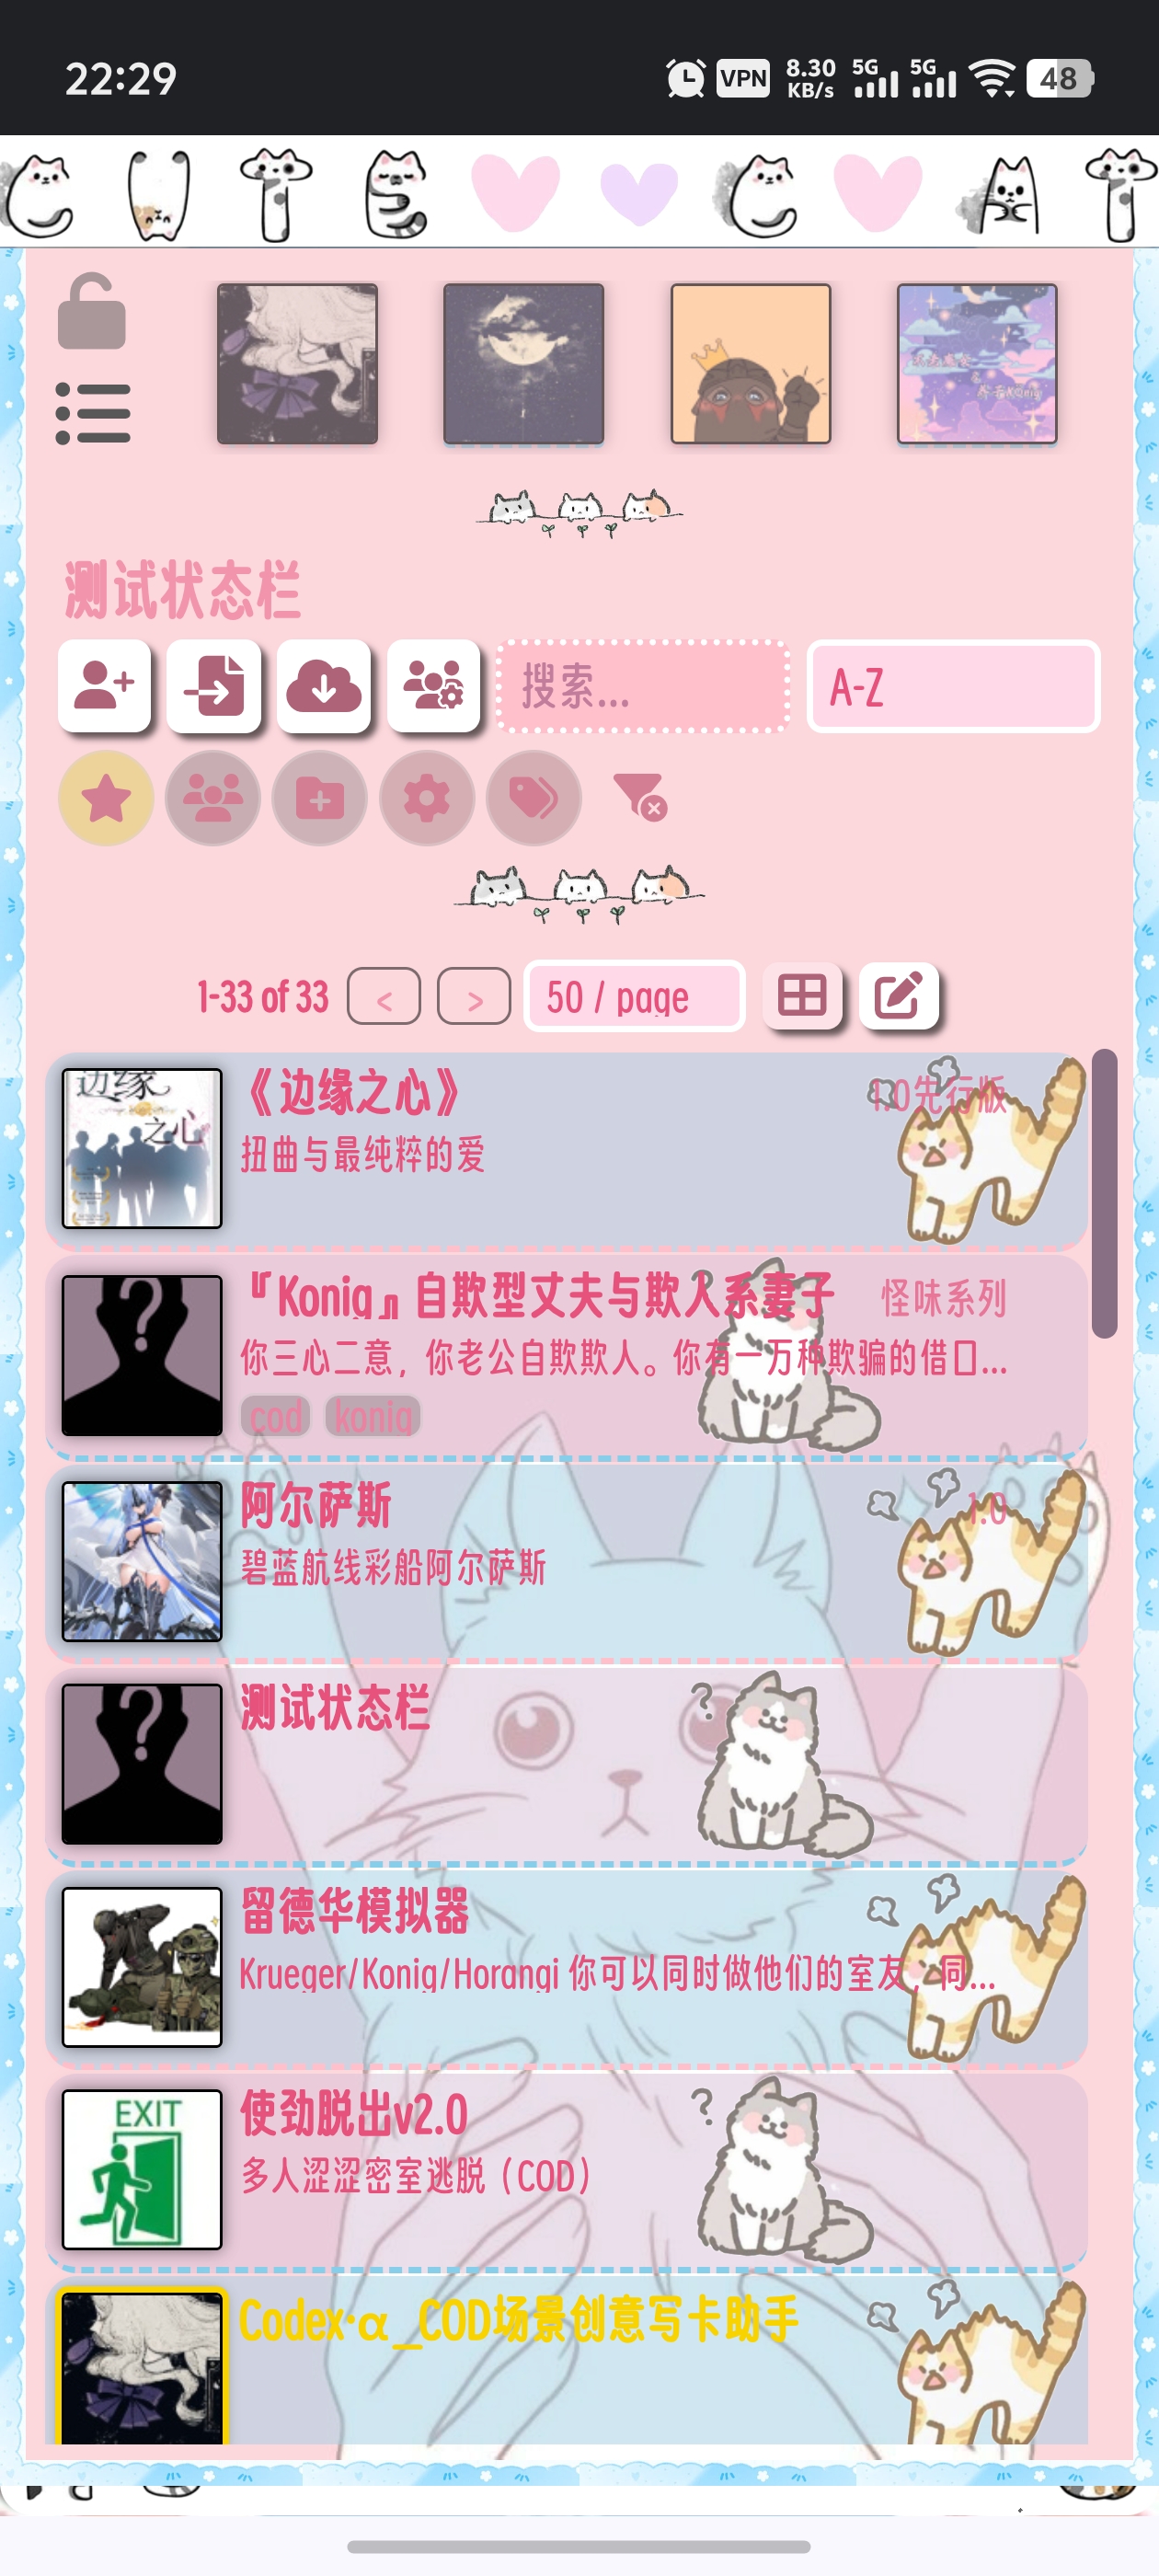 22:29
VPN 8.30 KB/s 5G 5G 48
测试状态栏
搜索... A-Z
1-33 of 33 < > 50 / page
边缘之心
《边缘之心》 1.0先行版
扭曲与最纯粹的爱
『Konig』自欺型丈夫与欺人系妻子 怪味系列
你三心二意，你老公自欺欺人。你有一万种欺骗的借口...
cod konig
阿尔萨斯 1.0
碧蓝航线彩船阿尔萨斯
测试状态栏
?
留德华模拟器
Krueger/Konig/Horangi 你可以同时做他们的室友，同...
EXIT
使劲脱出v2.0
?
多人涩涩密室逃脱（COD）
Codex·α_COD场景创意写卡助手